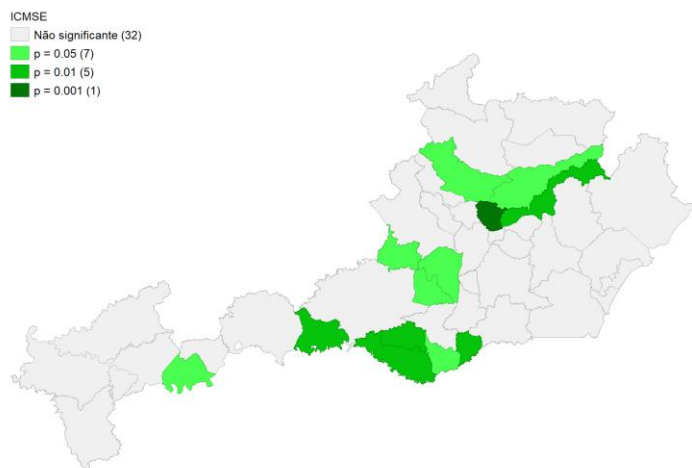 ICMSE
Não significante (32)
p = 0.05 (7)
p = 0.01 (5)
p = 0.001 (1)